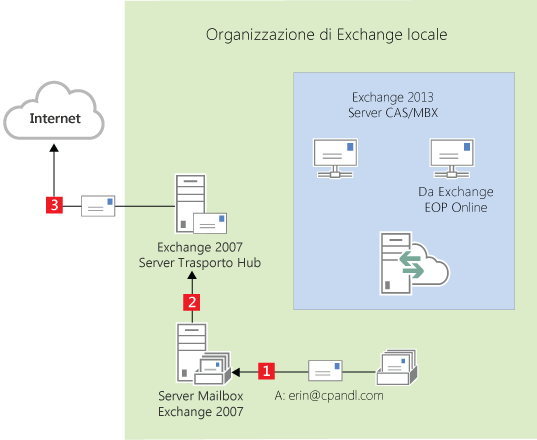 Organizzazione di Exchange locale
Exchange 2013
Server CAS/MBX
Internet
Da Exchange
EOP Online
3
Exchange 2007
Server Trasporto Hub
2
1
Server Mailbox
Exchange 2007
A: erin@cpandl.com